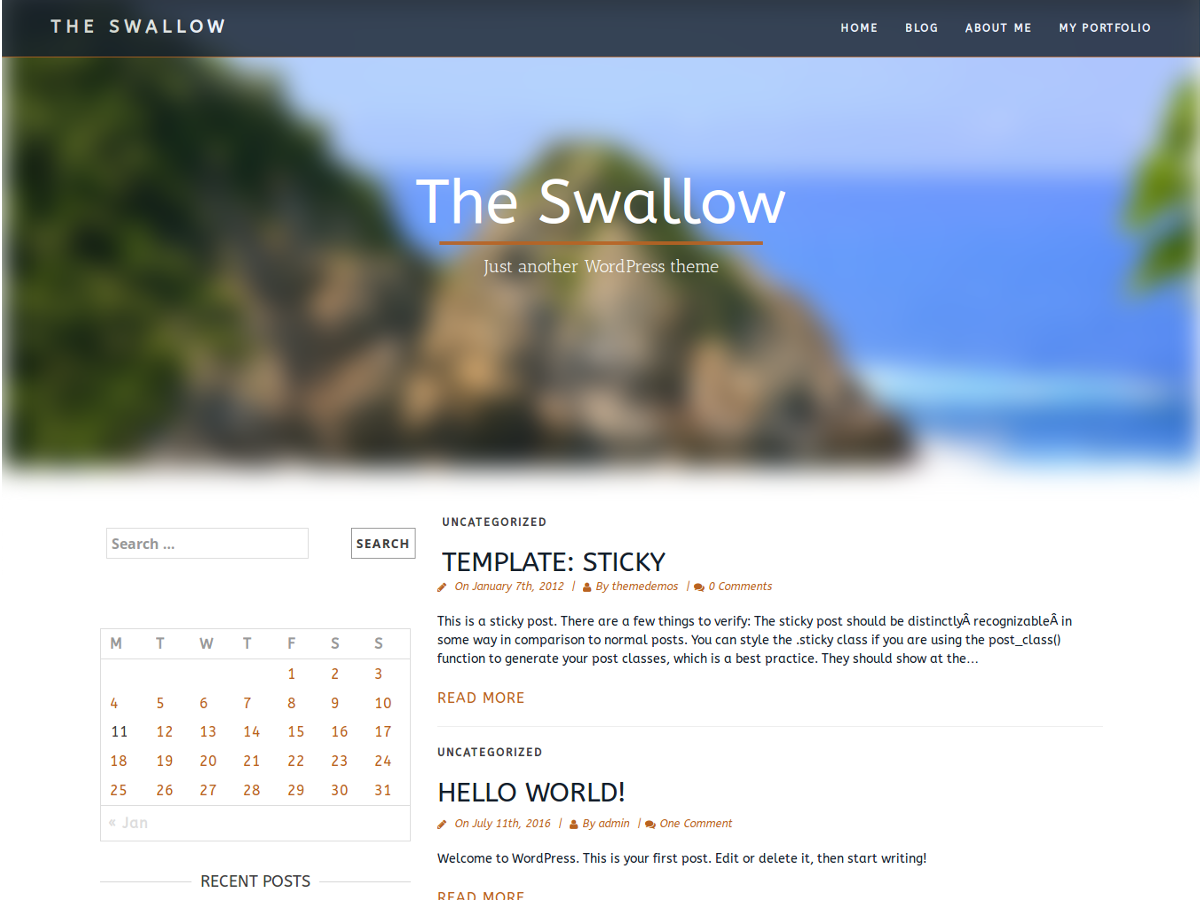 THE SWALLOW
HOME BLOG ABOUT ME MY PORTFOLIO
The Swallow
Just another WordPress theme
Search ...
SEARCH
M T W T F S S
1 2 3
4 5 6 7 8 9 10
11 12 13 14 15 16 17
18 19 20 21 22 23 24
25 26 27 28 29 30 31
« Jan
RECENT POSTS
UNCATEGORIZED
TEMPLATE: STICKY
On January 7th, 2012 | By themedemos | 0 Comments
This is a sticky post. There are a few things to verify: The sticky post should be distinctlyÂ recognizableÂ in
some way in comparison to normal posts. You can style the .sticky class if you are using the post_class()
function to generate your post classes, which is a best practice. They should show at the...
READ MORE
UNCATEGORIZED
HELLO WORLD!
On July 11th, 2016 | By admin | One Comment
Welcome to WordPress. This is your first post. Edit or delete it, then start writing!
READ MORE